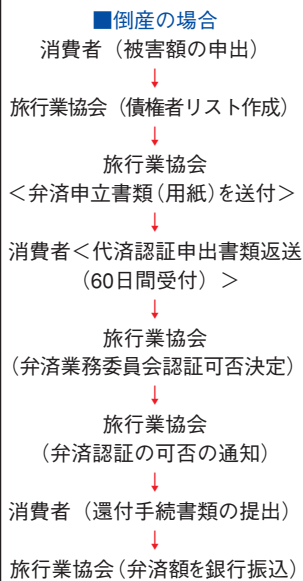 ■倒産の場合
消費者（被害額の申出）
↓
旅行業協会（債権者リスト作成）
↓
旅行業協会
＜弁済申立書類（用紙）を送付＞
↓
消費者＜代済認証申出書類返送
（60日間受付）＞
↓
旅行業協会
（弁済業務委員会認証可否決定）
↓
旅行業協会
（弁済認証の可否の通知）
↓
消費者（還付手続書類の提出）
↓
旅行業協会（弁済額を銀行振込）